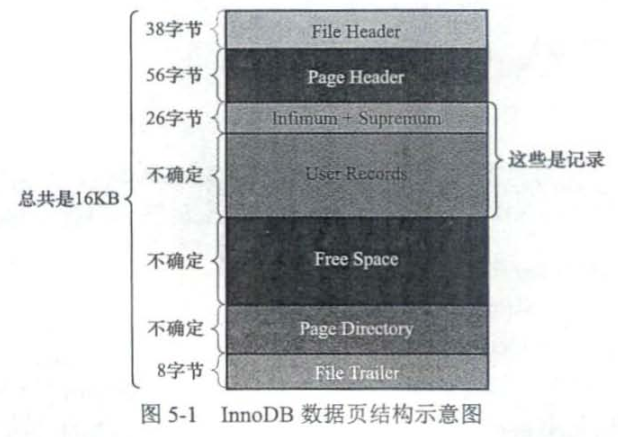 38字节 File Header
56字节 Page Header
26字节 Infimum + Supremum
这些是记录
不确定 User Records
总共是16KB
不确定 Free Space
不确定 Page Directory
8字节 File Trailer
图 5-1 InnoDB 数据页结构示意图